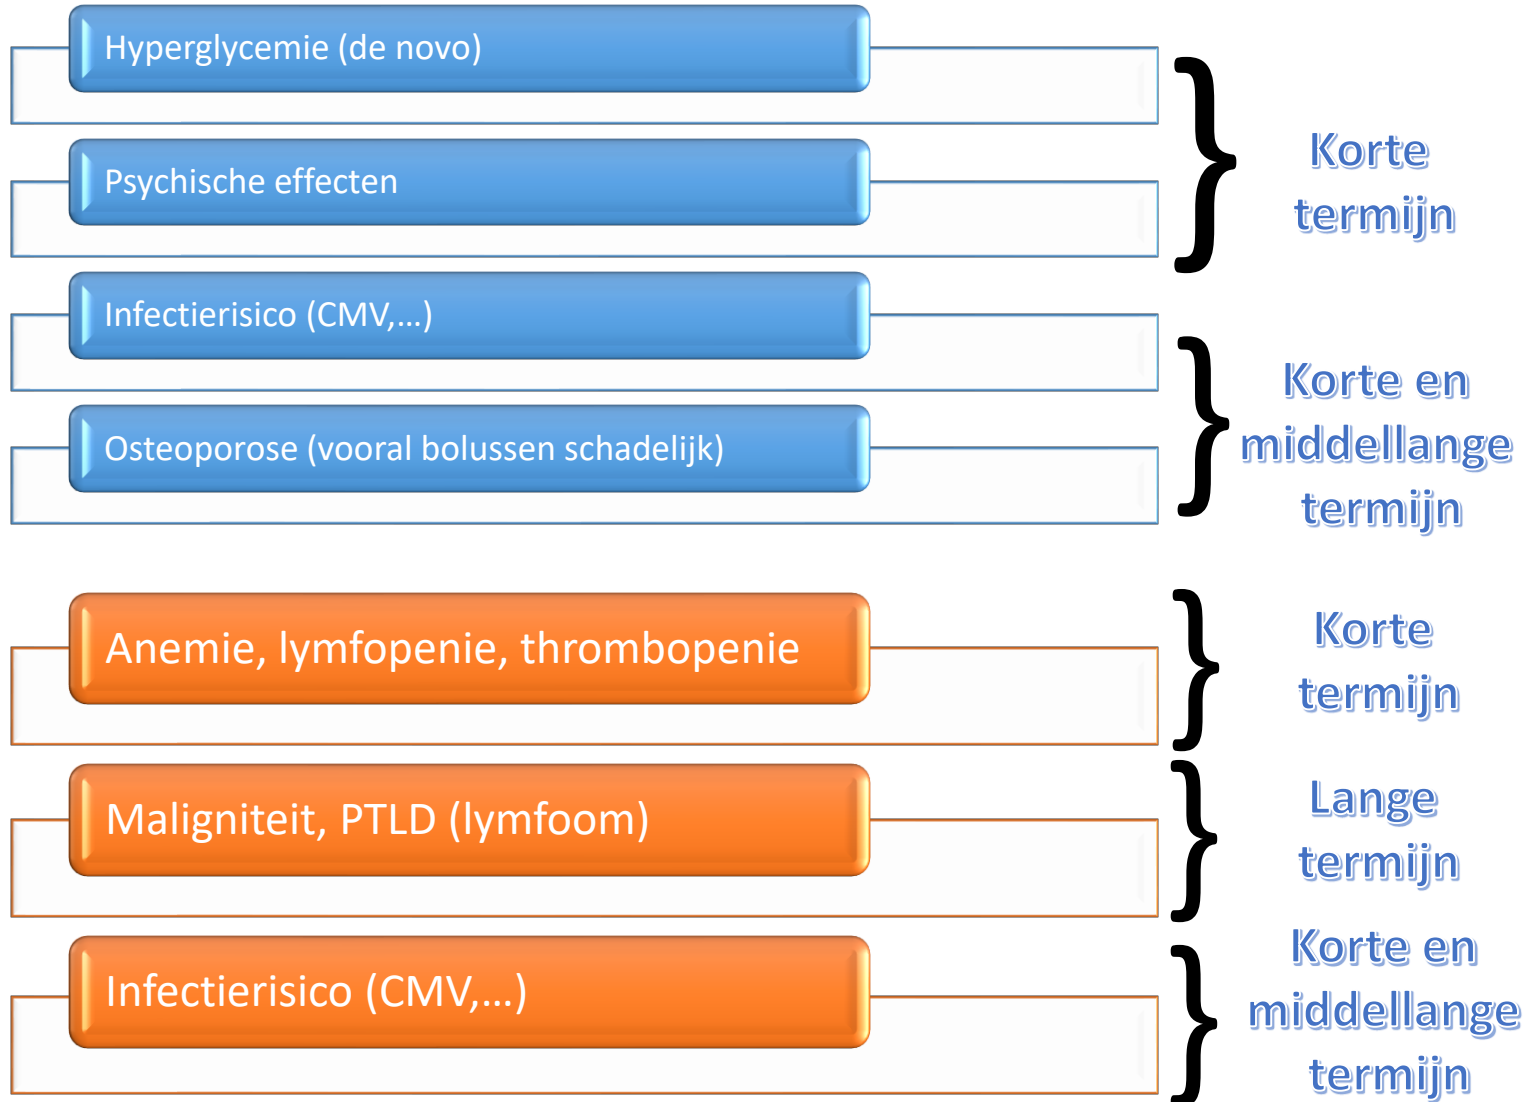 Hyperglycemie (de novo)
Psychische effecten
Korte
termijn
Infectierisico (CMV,...)
Osteoporose (vooral bolussen schadelijk)
Korte en
middellange
termijn
Anemie, lymfopenie, thrombopenie
Korte
termijn
Maligniteit, PTLD (lymfoom)
Lange
termijn
Infectierisico (CMV,...)
Korte en
middellange
termijn